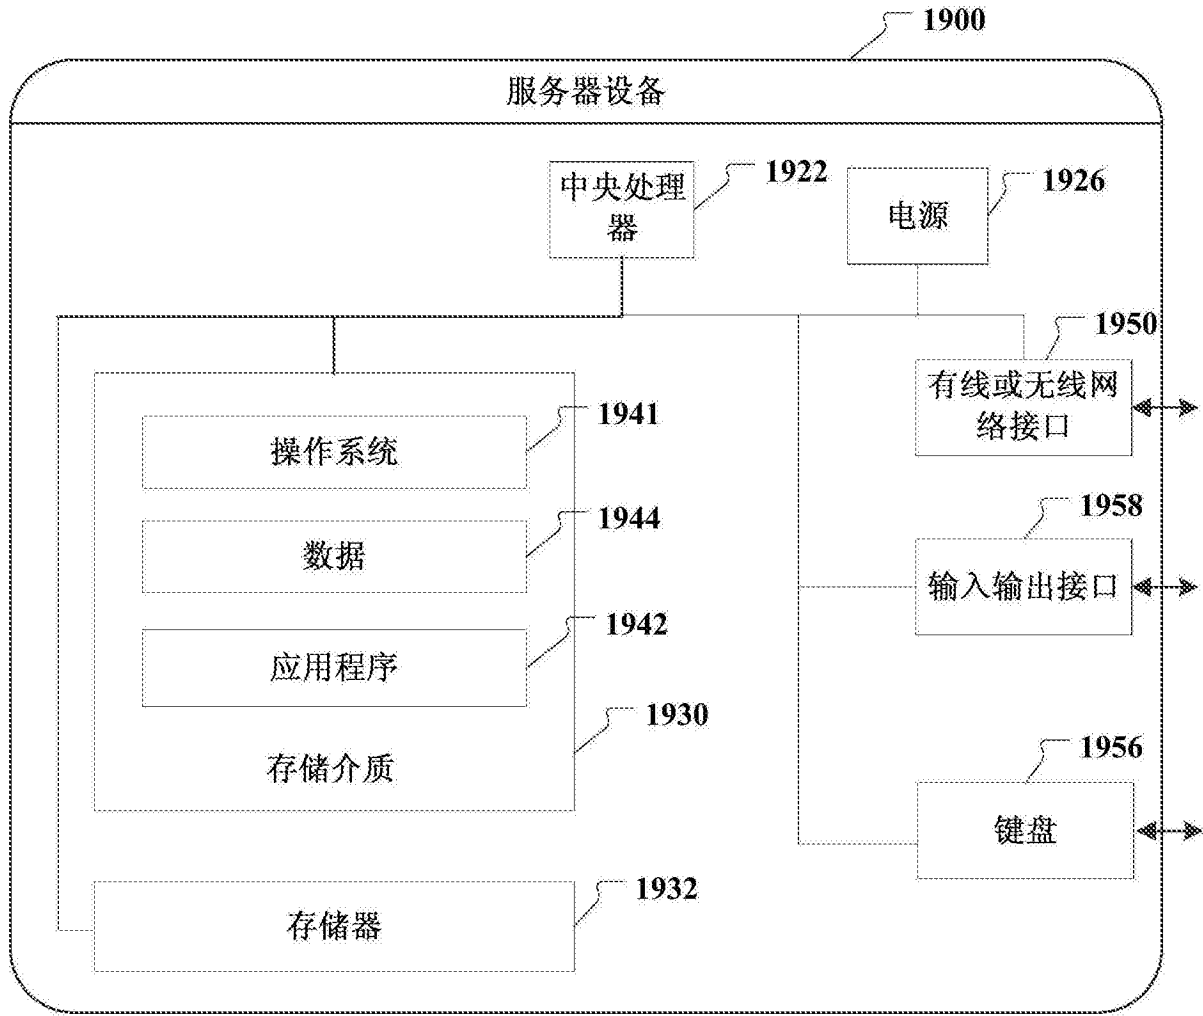 1900
服务器设备
中央处理
器
1922
电源
1926
1950
有线或无线网
络接口
1941
操作系统
1944
数据
1958
输入输出接口
1942
应用程序
1930
存储介质
1956
键盘
1932
存储器